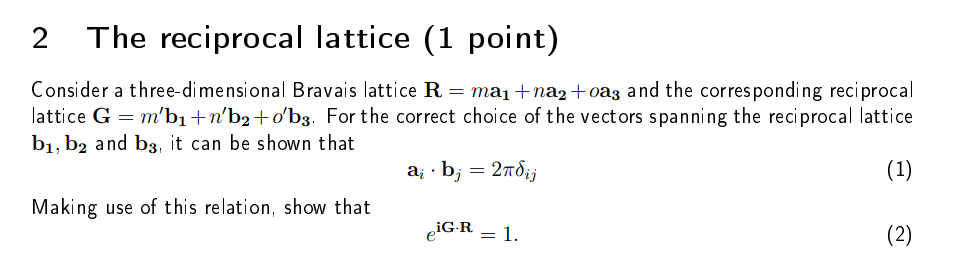 2 The reciprocal lattice (1 point)
Consider a three-dimensional Bravais lattice R = ma₁+na₂+oa₃ and the corresponding reciprocal
lattice G = m′b₁+n′b₂+o′b₃. For the correct choice of the vectors spanning the reciprocal lattice
b₁, b₂ and b₃, it can be shown that
aᵢ · bⱼ = 2πδᵢⱼ (1)
Making use of this relation, show that
e^{iG·R} = 1. (2)